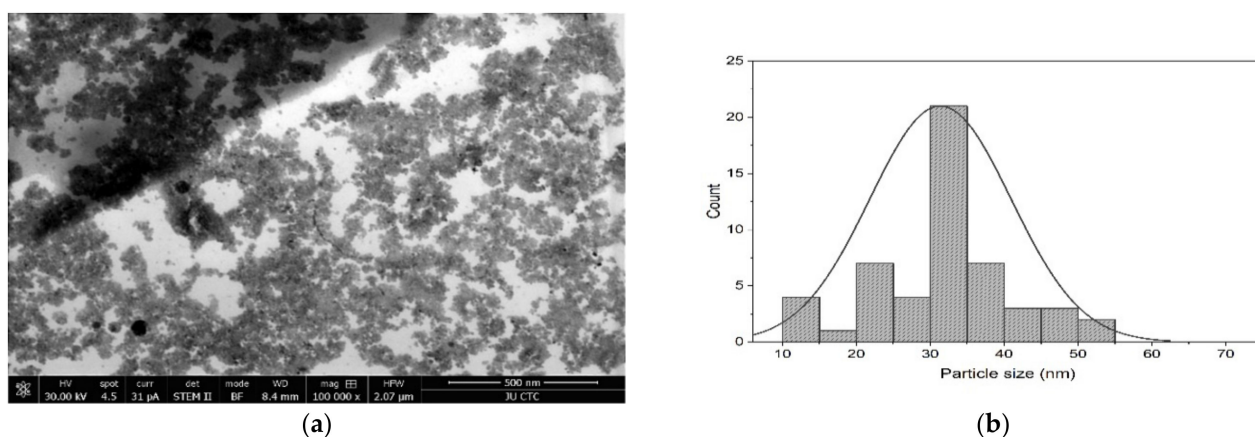 HV spot curr det mode WD mag HFW 500 nm
30.00 kV 4.5 31 pA STEM II BF 8.4 mm 100 000 x 2.07 µm JU CTC
(a)
25
20
15
10
5
0
Count
10 20 30 40 50 60 70
Particle size (nm)
(b)